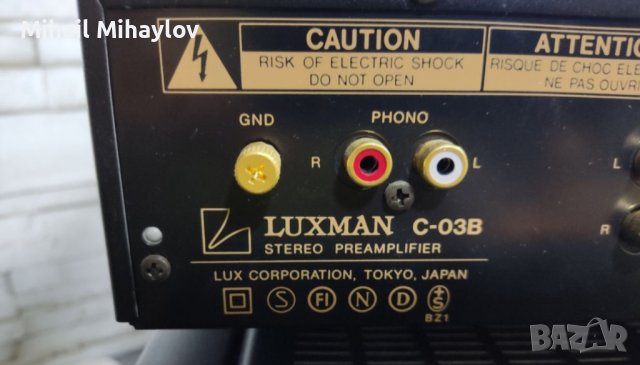 Mihail Mihaylov
CAUTION
RISK OF ELECTRIC SHOCK
DO NOT OPEN
ATTENTIO
RISQUE DE CHOC ELE
NE PAS OUVRI
GND
PHONO
R
L
L
R
LUXMAN C-03B
STEREO PREAMPLIFIER
LUX CORPORATION, TOKYO, JAPAN
S FI N D S
BZ1
BAZAR